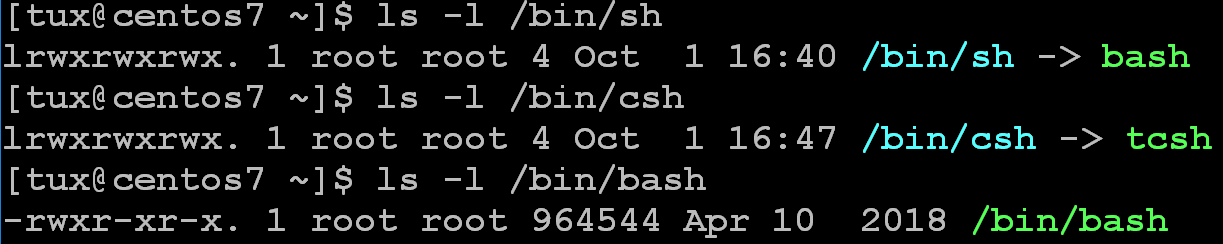 [tux@centos7 ~]$ ls -l /bin/sh
lrwxrwxrwx. 1 root root 4 Oct  1 16:40 /bin/sh -> bash
[tux@centos7 ~]$ ls -l /bin/csh
lrwxrwxrwx. 1 root root 4 Oct  1 16:47 /bin/csh -> tcsh
[tux@centos7 ~]$ ls -l /bin/bash
-rwxr-xr-x. 1 root root 964544 Apr 10  2018 /bin/bash